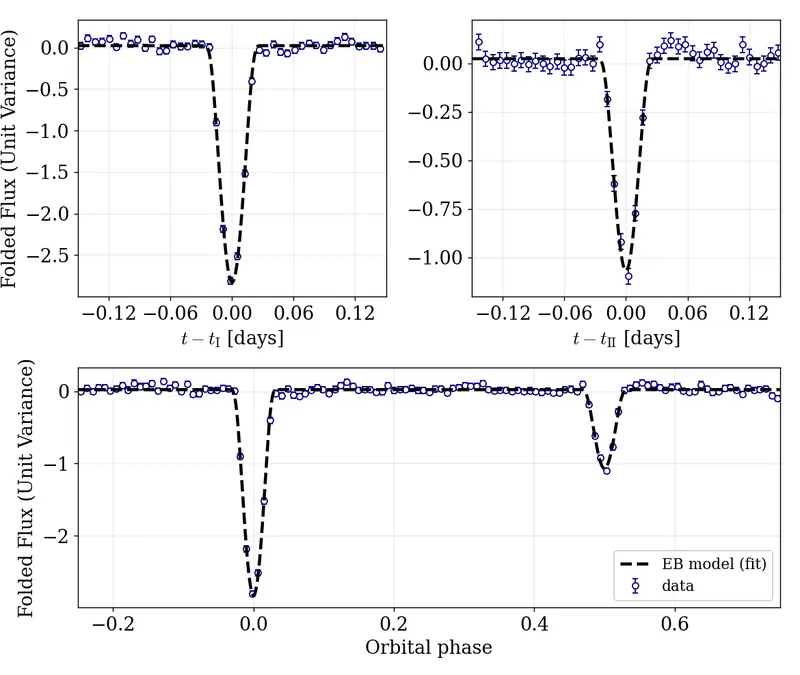 Folded Flux (Unit Variance)
0.0
−0.5
−1.0
−1.5
−2.0
−2.5
−0.12 −0.06 0.00 0.06 0.12
t − tI [days]
0.00
−0.25
−0.50
−0.75
−1.00
−0.12 −0.06 0.00 0.06 0.12
t − tII [days]
Folded Flux (Unit Variance)
0
−1
−2
−0.2 0.0 0.2 0.4 0.6
Orbital phase
EB model (fit)
data